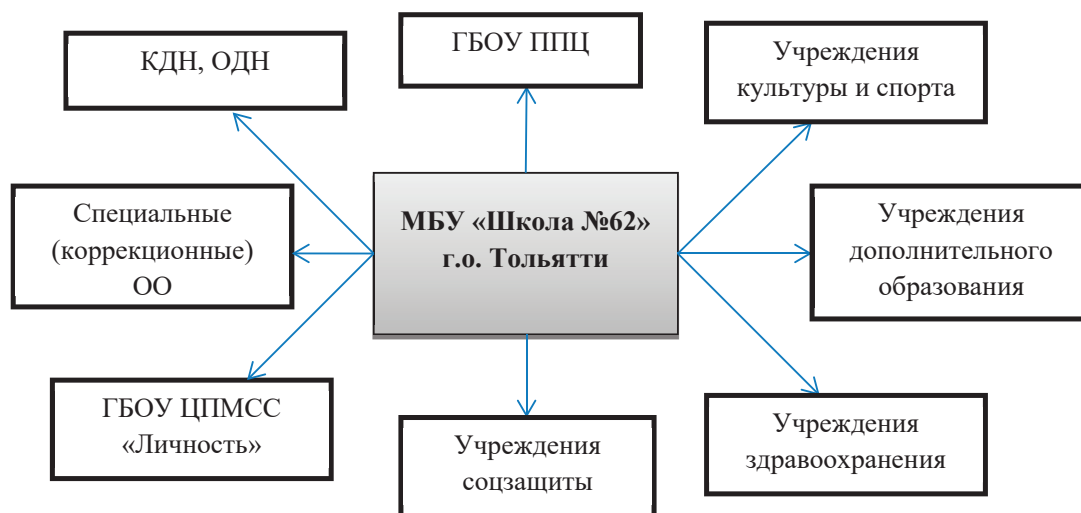 КДН, ОДН
ГБОУ ППЦ
Учреждения
культуры и спорта
Специальные
(коррекционные)
ОО
МБУ «Школа №62»
г.о. Тольятти
Учреждения
дополнительного
образования
ГБОУ ЦПМСС
«Личность»
Учреждения
соцзащиты
Учреждения
здравоохранения